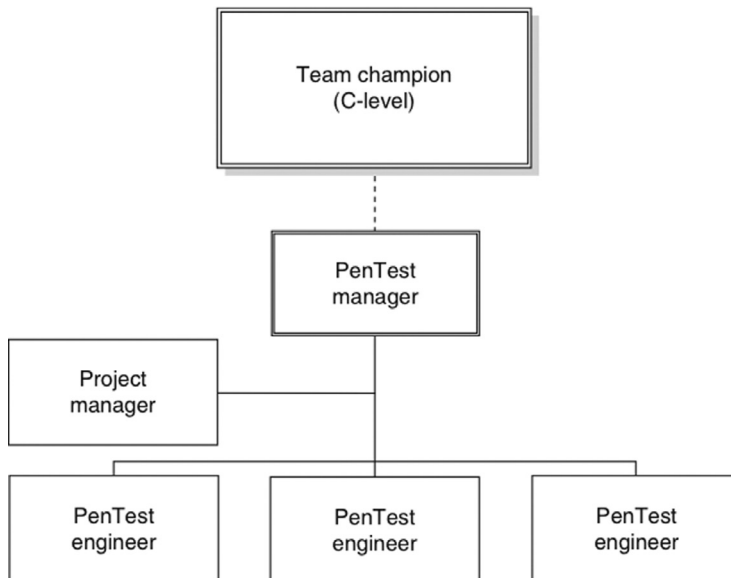 Team champion
(C-level)
PenTest
manager
Project
manager
PenTest
engineer
PenTest
engineer
PenTest
engineer